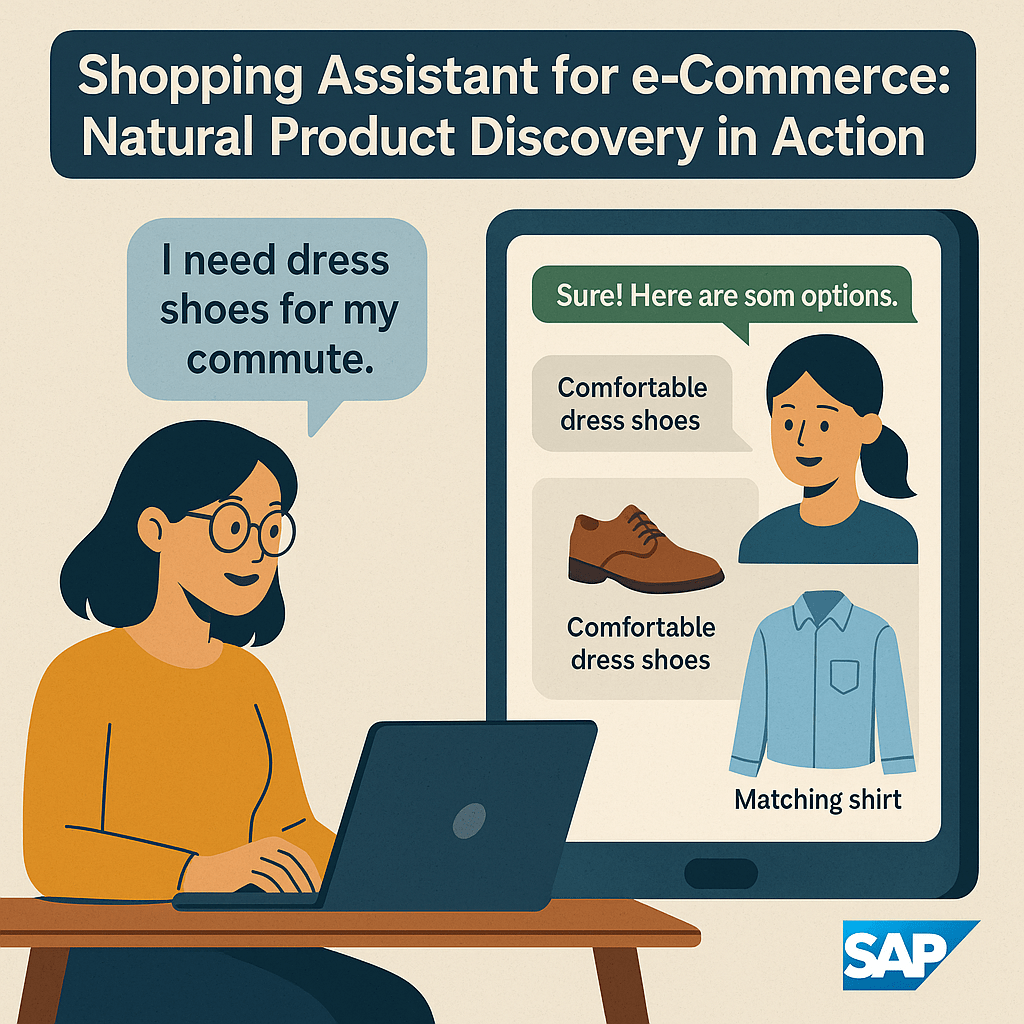 Shopping Assistant for e-Commerce:
Natural Product Discovery in Action
I need dress
shoes for my
commute.
Sure! Here are som options.
Comfortable
dress shoes
Comfortable
dress shoes
Matching shirt
SAP